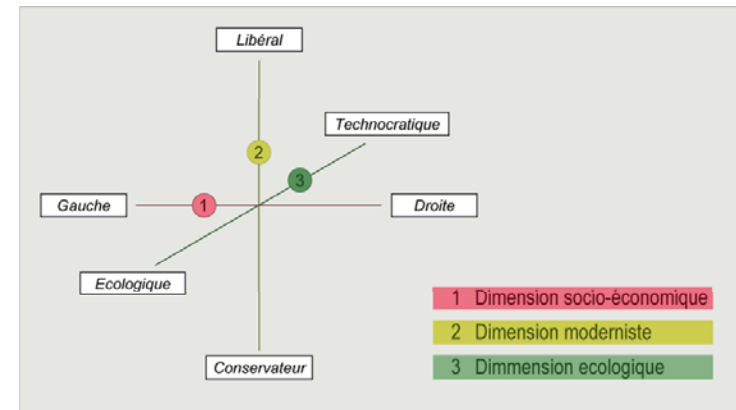 Libéral
Technocratique
2
3
Gauche
1
Droite
Ecologique
1 Dimension socio-économique
2 Dimension moderniste
Conservateur
3 Dimmension ecologique